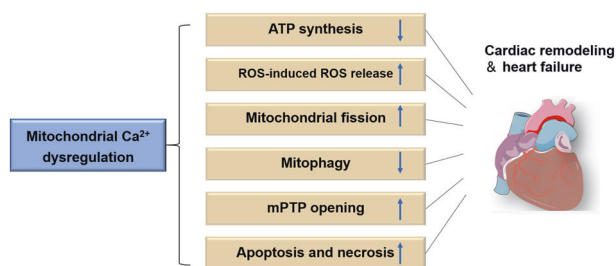 ATP synthesis
ROS-induced ROS release
Mitochondrial fission
Mitophagy
mPTP opening
Apoptosis and necrosis
Mitochondrial Ca²⁺
dysregulation
Cardiac remodeling
& heart failure